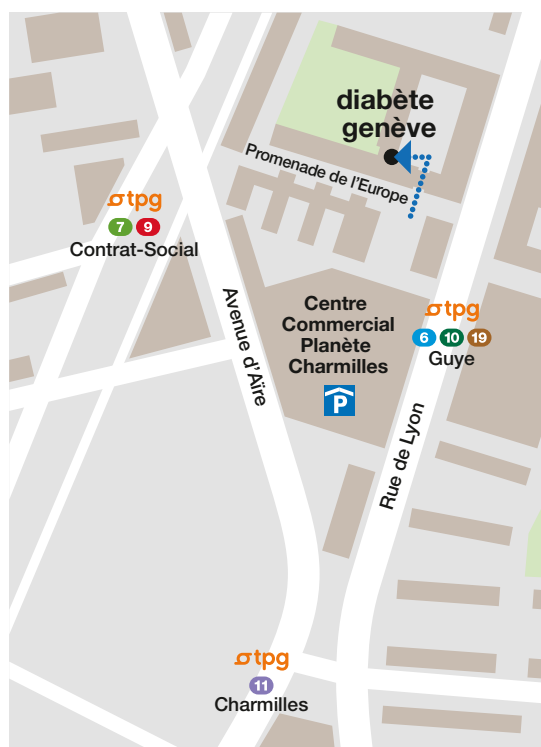 diabète
genève
Promenade de l'Europe
tpg
7 9
Contrat-Social
Avenue d'Aïre
Centre
Commercial
Planète
Charmilles
P
tpg
6 10 19
Guye
Rue de Lyon
tpg
11
Charmilles